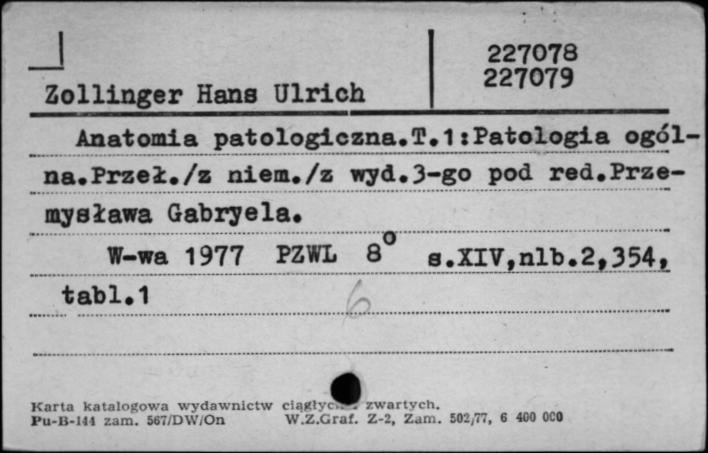 227078
227079
Zollinger Hans Ulrich
Anatomia patologiczna.T.1:Patologia ogól-
na.Przeł./z niem./z wyd.3-go pod red.Prze-
mysława Gabryela.
W-wa 1977 PZWL 8° s.XIV,nlb.2,354,
tabl.1
6
Karta katalogowa wydawnictw zwartych.
Pu-B-144 zam. 567/DW/On W.Z.Graf. Z-2, Zam. 502/77, 6 400 000